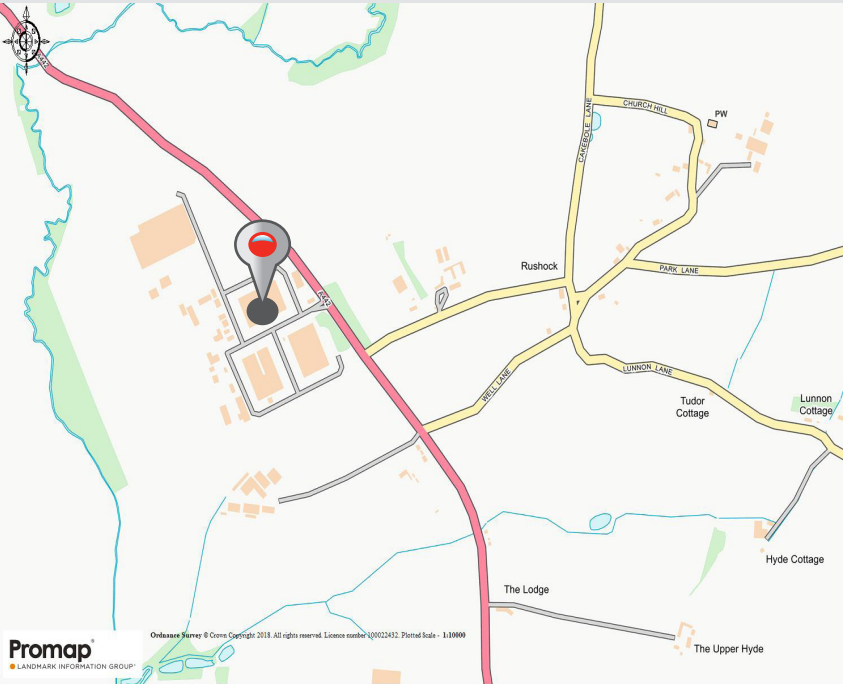 A442
CAKEBOLE LANE
CHURCH HILL
PW
Rushock
PARK LANE
A442
WELL LANE
LUNNON LANE
Tudor
Cottage
Lunnon
Cottage
Hyde Cottage
The Lodge
The Upper Hyde
Ordnance Survey © Crown Copyright 2018. All rights reserved. Licence number 100022432. Plotted Scale - 1:10000
Promap
LANDMARK INFORMATION GROUP